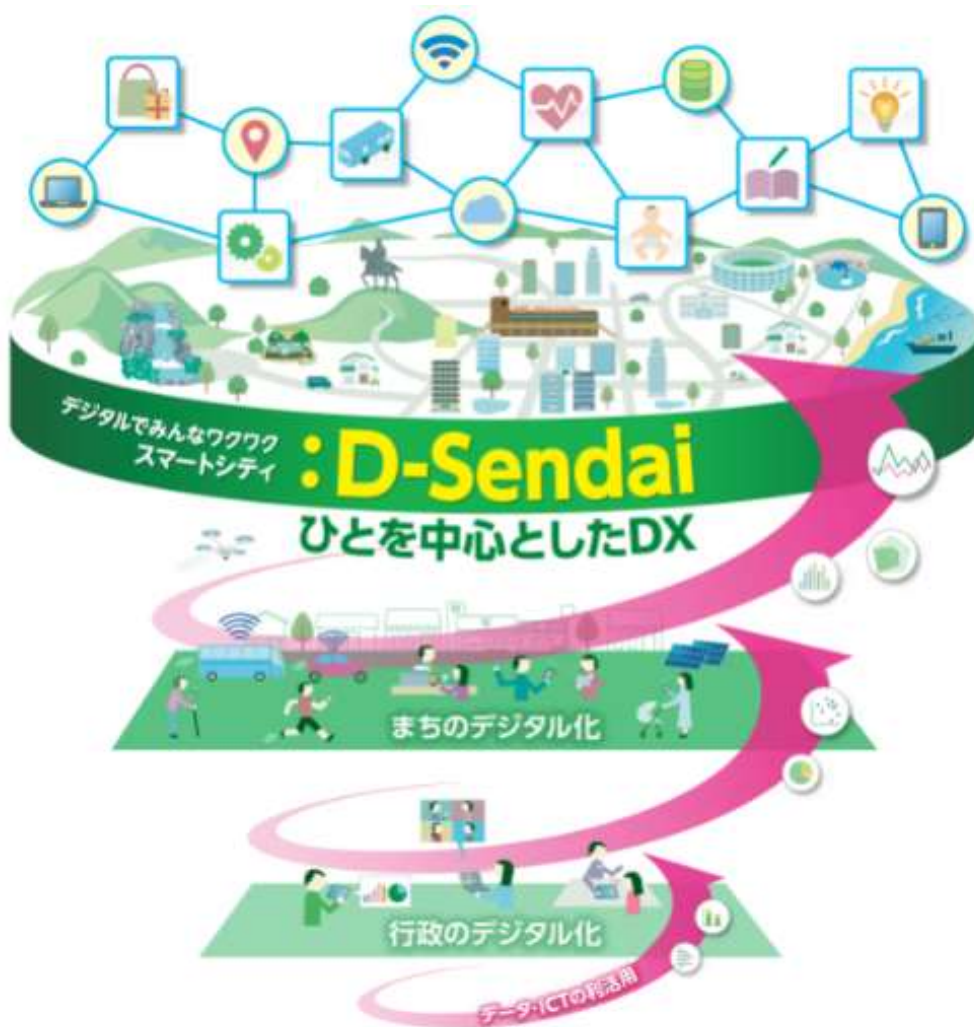 デジタルでみんなワクワク
スマートシティ
:D-Sendai
ひとを中心としたDX
まちのデジタル化
行政のデジタル化
データ・ICTの利活用